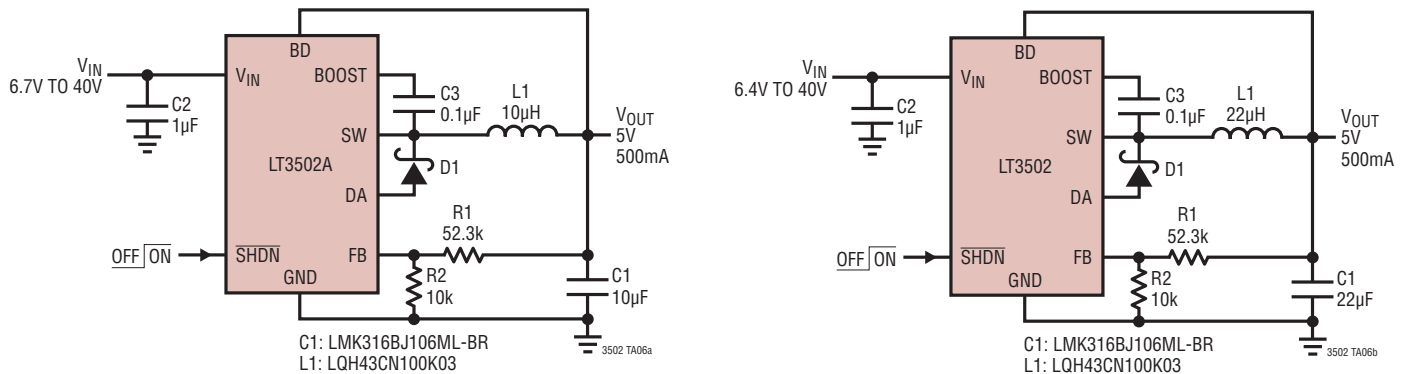 BD
V_IN
6.7V TO 40V
V_IN
BOOST
C2
1µF
C3
0.1µF
L1
10µH
SW
V_OUT
5V
500mA
LT3502A
D1
DA
R1
52.3k
OFF ON
SHDN
FB
GND
R2
10k
C1
10µF
C1: LMK316BJ106ML-BR
L1: LQH43CN100K03
3502 TA06a
BD
V_IN
6.4V TO 40V
V_IN
BOOST
C2
1µF
C3
0.1µF
L1
22µH
SW
V_OUT
5V
500mA
LT3502
D1
DA
R1
52.3k
OFF ON
SHDN
FB
GND
R2
10k
C1
22µF
C1: LMK316BJ106ML-BR
L1: LQH43CN100K03
3502 TA06b